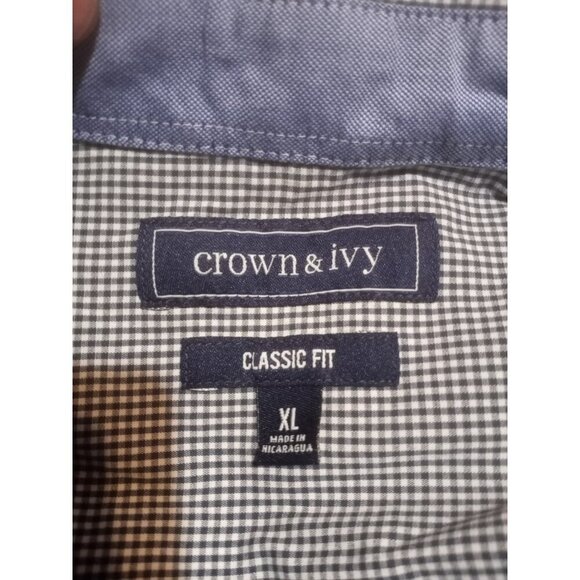 crown & ivy
CLASSIC FIT
XL
MADE IN
NICARAGUA